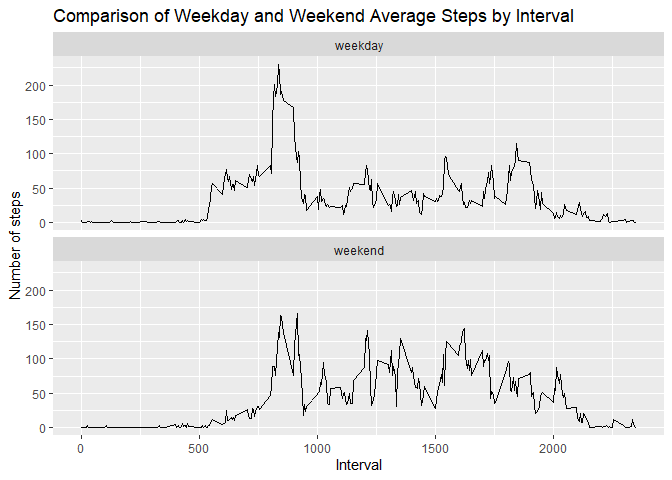 Comparison of Weekday and Weekend Average Steps by Interval
weekday
200
150
100
50
0
Number of steps
weekend
200
150
100
50
0
0 500 1000 1500 2000
Interval